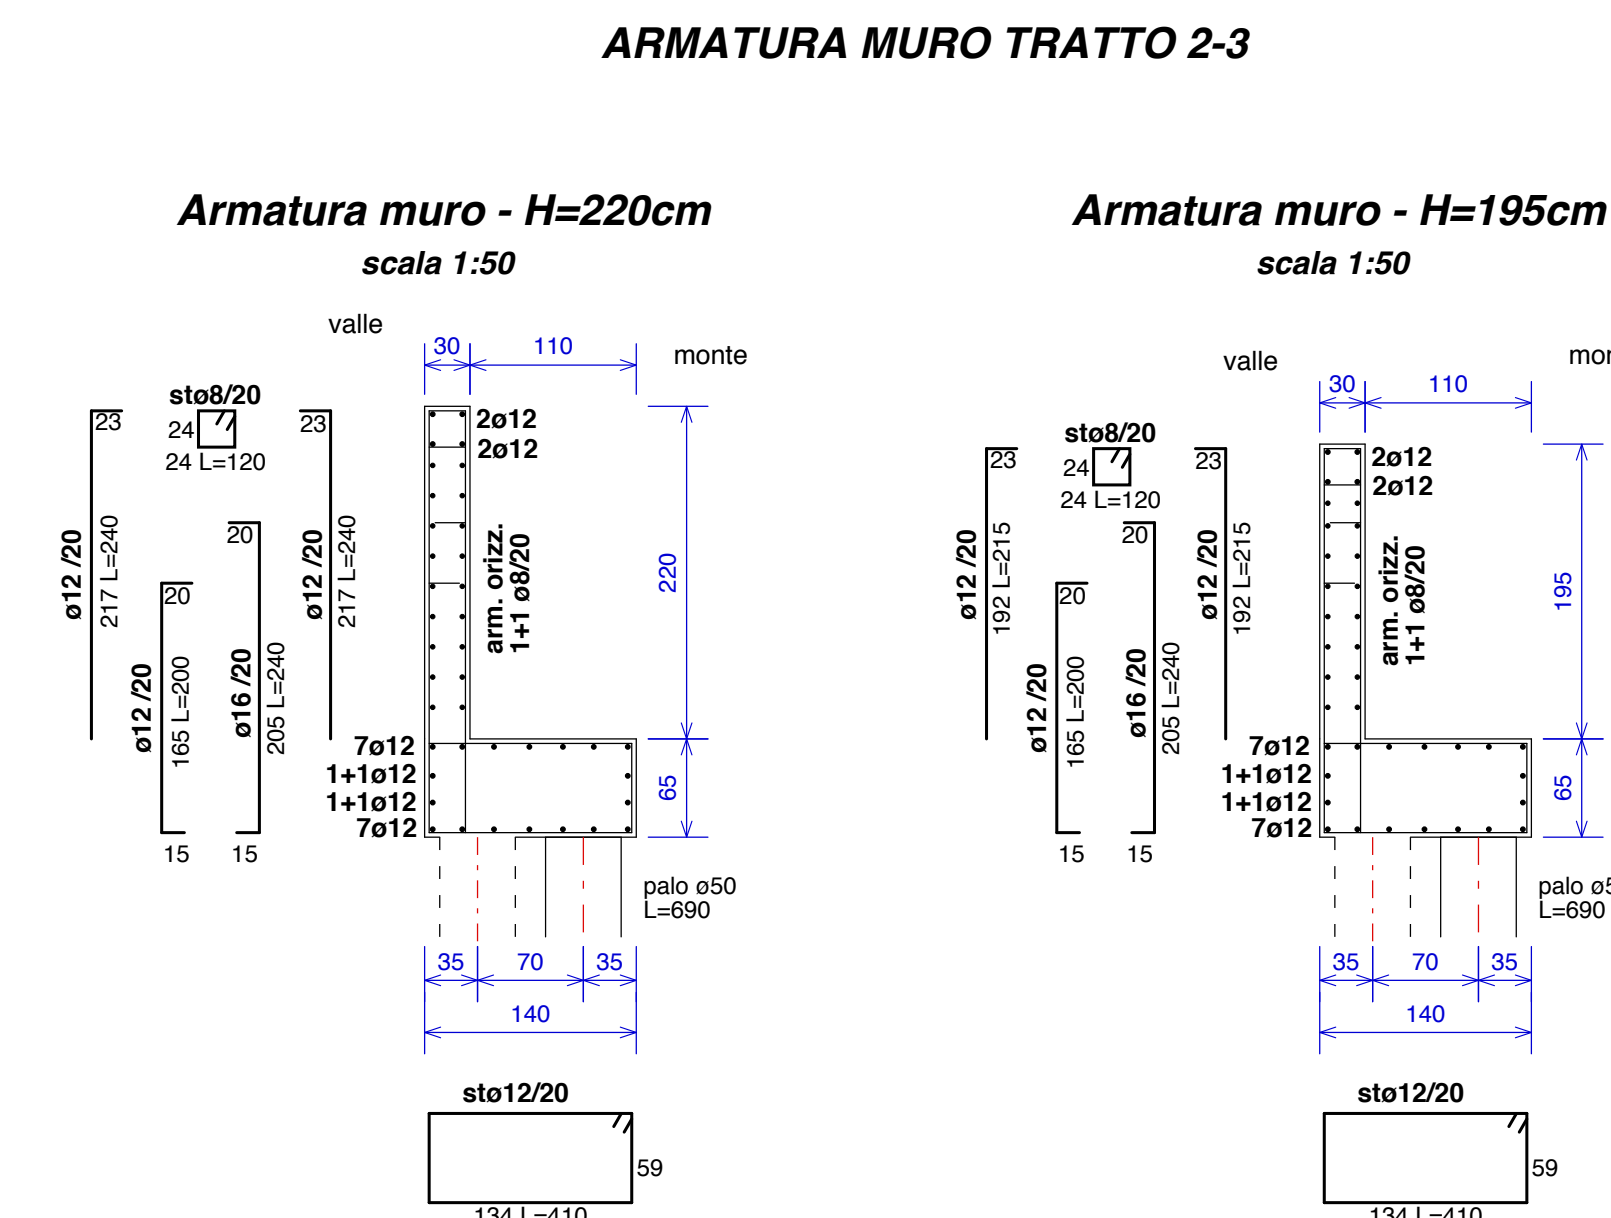 ARMATURA MURO TRATTO 2-3
Armatura muro - H=220cm
scala 1:50
valle
monte
30
110
stø8/20
24
24 L=120
23
ø12 /20
217 L=240
20
ø12 /20
165 L=200
15
20
ø16 /20
205 L=240
15
23
ø12 /20
217 L=240
2ø12
2ø12
arm. orizz.
1+1 ø8/20
220
65
7ø12
1+1ø12
1+1ø12
7ø12
palo ø50
L=690
35
70
35
140
stø12/20
59
134 L=410
Armatura muro - H=195cm
scala 1:50
valle
30
110
stø8/20
24
24 L=120
23
ø12 /20
192 L=215
20
ø12 /20
165 L=200
15
20
ø16 /20
205 L=240
15
23
ø12 /20
192 L=215
2ø12
2ø12
arm. orizz.
1+1 ø8/20
195
65
7ø12
1+1ø12
1+1ø12
7ø12
palo
L=690
35
70
35
140
stø12/20
59
134 L=410